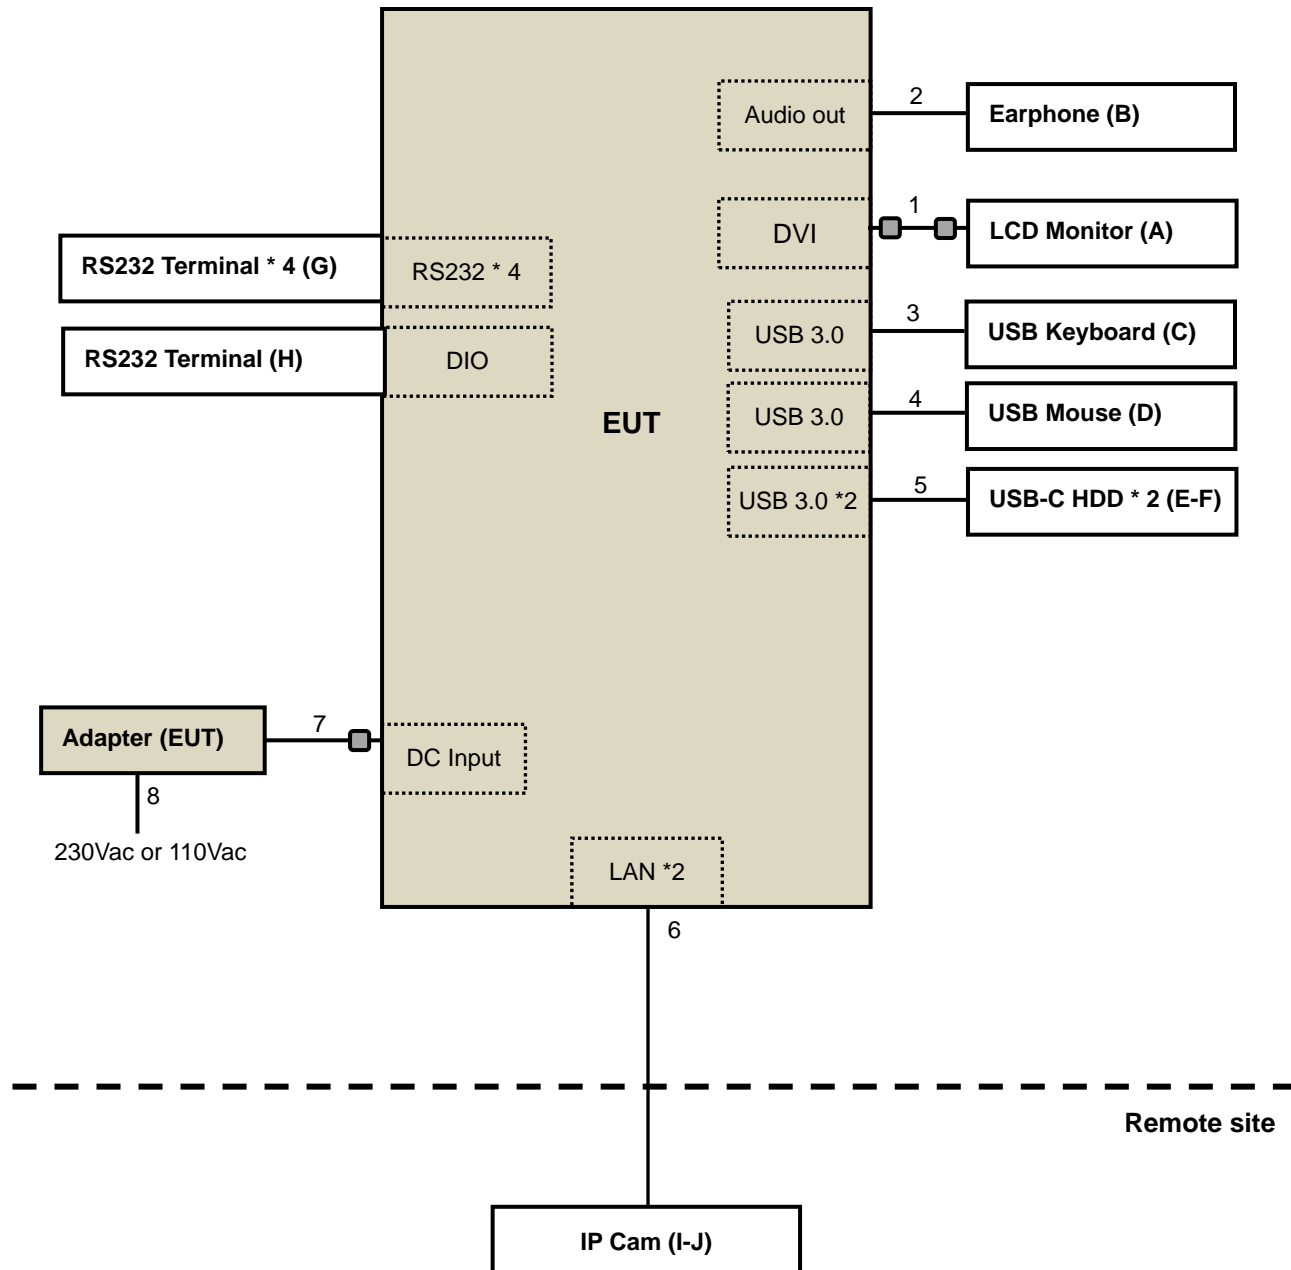 Audio out
2
Earphone (B)
DVI
1
LCD Monitor (A)
RS232 Terminal * 4 (G)
RS232 * 4
USB 3.0
3
USB Keyboard (C)
RS232 Terminal (H)
DIO
USB 3.0
4
USB Mouse (D)
EUT
USB 3.0 *2
5
USB-C HDD * 2 (E-F)
Adapter (EUT)
7
DC Input
8
230Vac or 110Vac
LAN *2
6
Remote site
IP Cam (I-J)